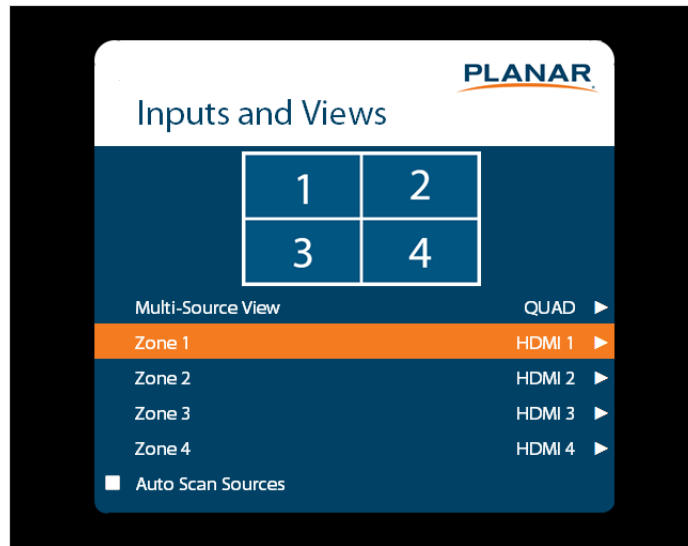 PLANAR
Inputs and Views
1 2
3 4
Multi-Source View QUAD ►
Zone 1 HDMI 1 ►
Zone 2 HDMI 2 ►
Zone 3 HDMI 3 ►
Zone 4 HDMI 4 ►
Auto Scan Sources